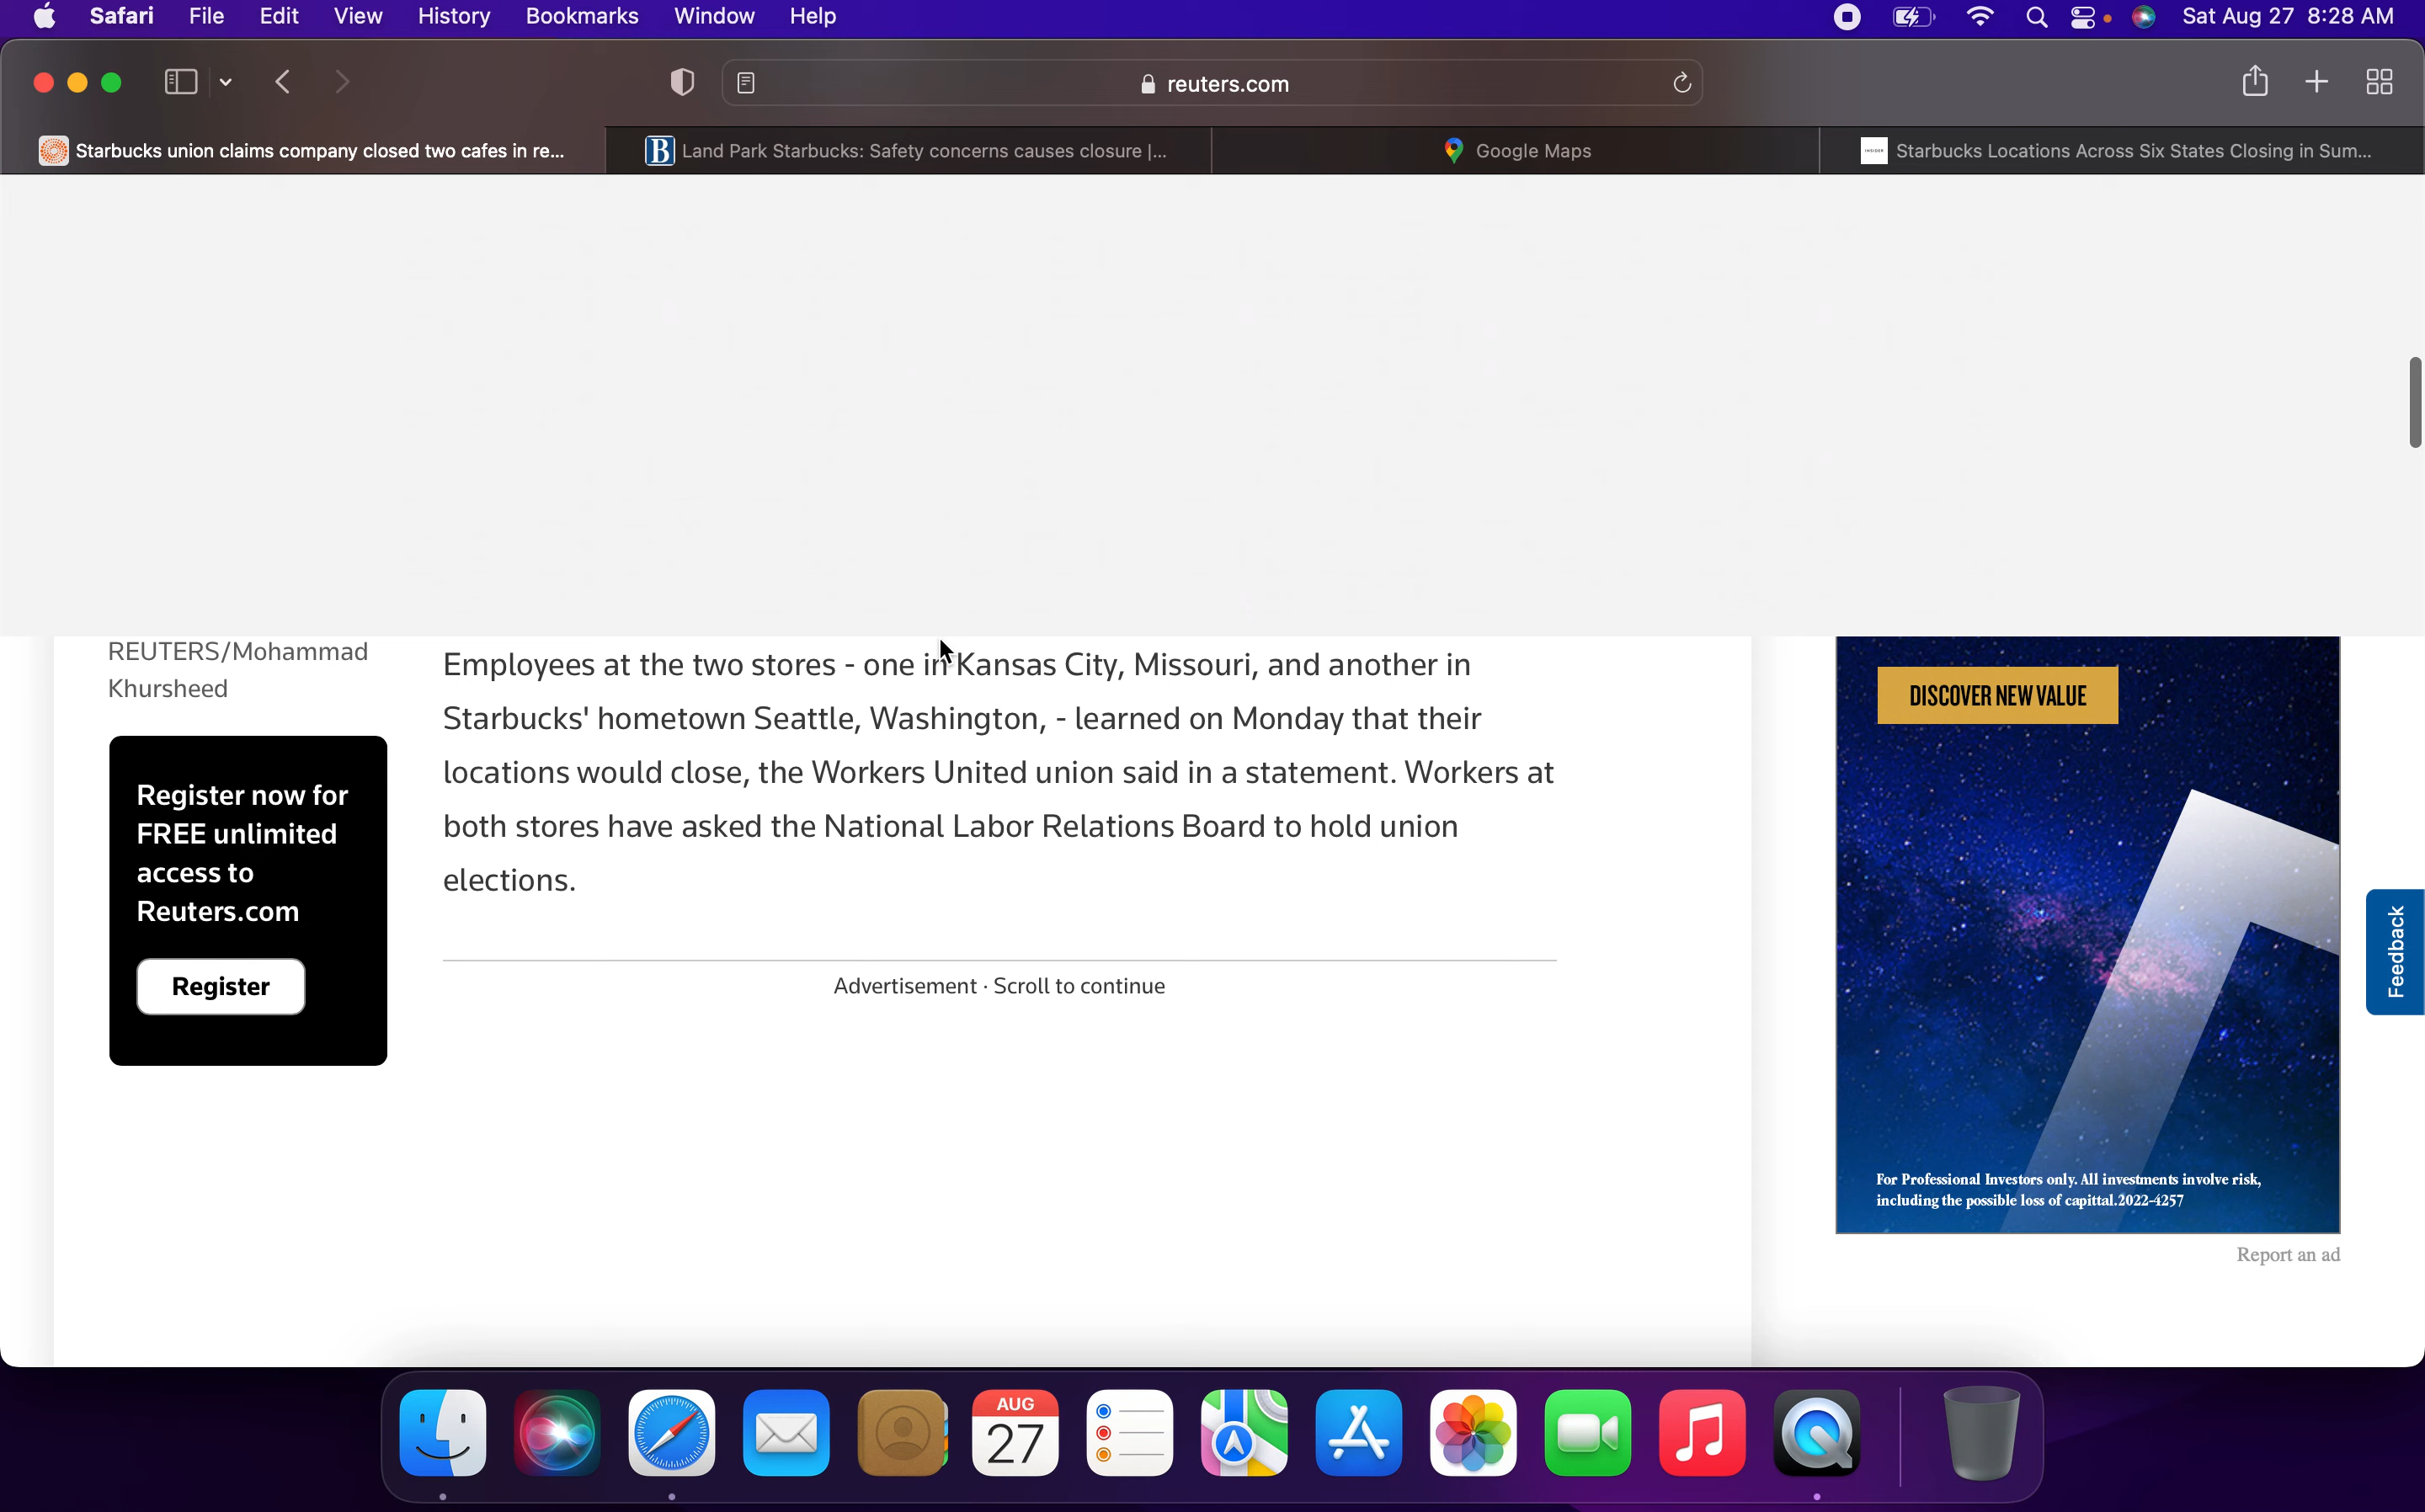 Safari File Edit View History Bookmarks Window Help Sat Aug 27 8:28 AM
reuters.com
Starbucks union claims company closed two cafes in re...
B Land Park Starbucks: Safety concerns causes closure |...
Google Maps
INSIDER Starbucks Locations Across Six States Closing in Sum...
REUTERS/Mohammad
Khursheed
Register now for
FREE unlimited
access to
Reuters.com
Register
Employees at the two stores - one in Kansas City, Missouri, and another in
Starbucks' hometown Seattle, Washington, - learned on Monday that their
locations would close, the Workers United union said in a statement. Workers at
both stores have asked the National Labor Relations Board to hold union
elections.
Advertisement · Scroll to continue
DISCOVER NEW VALUE
For Professional Investors only. All investments involve risk,
including the possible loss of capittal.2022-4257
Report an ad
Feedback
AUG
27